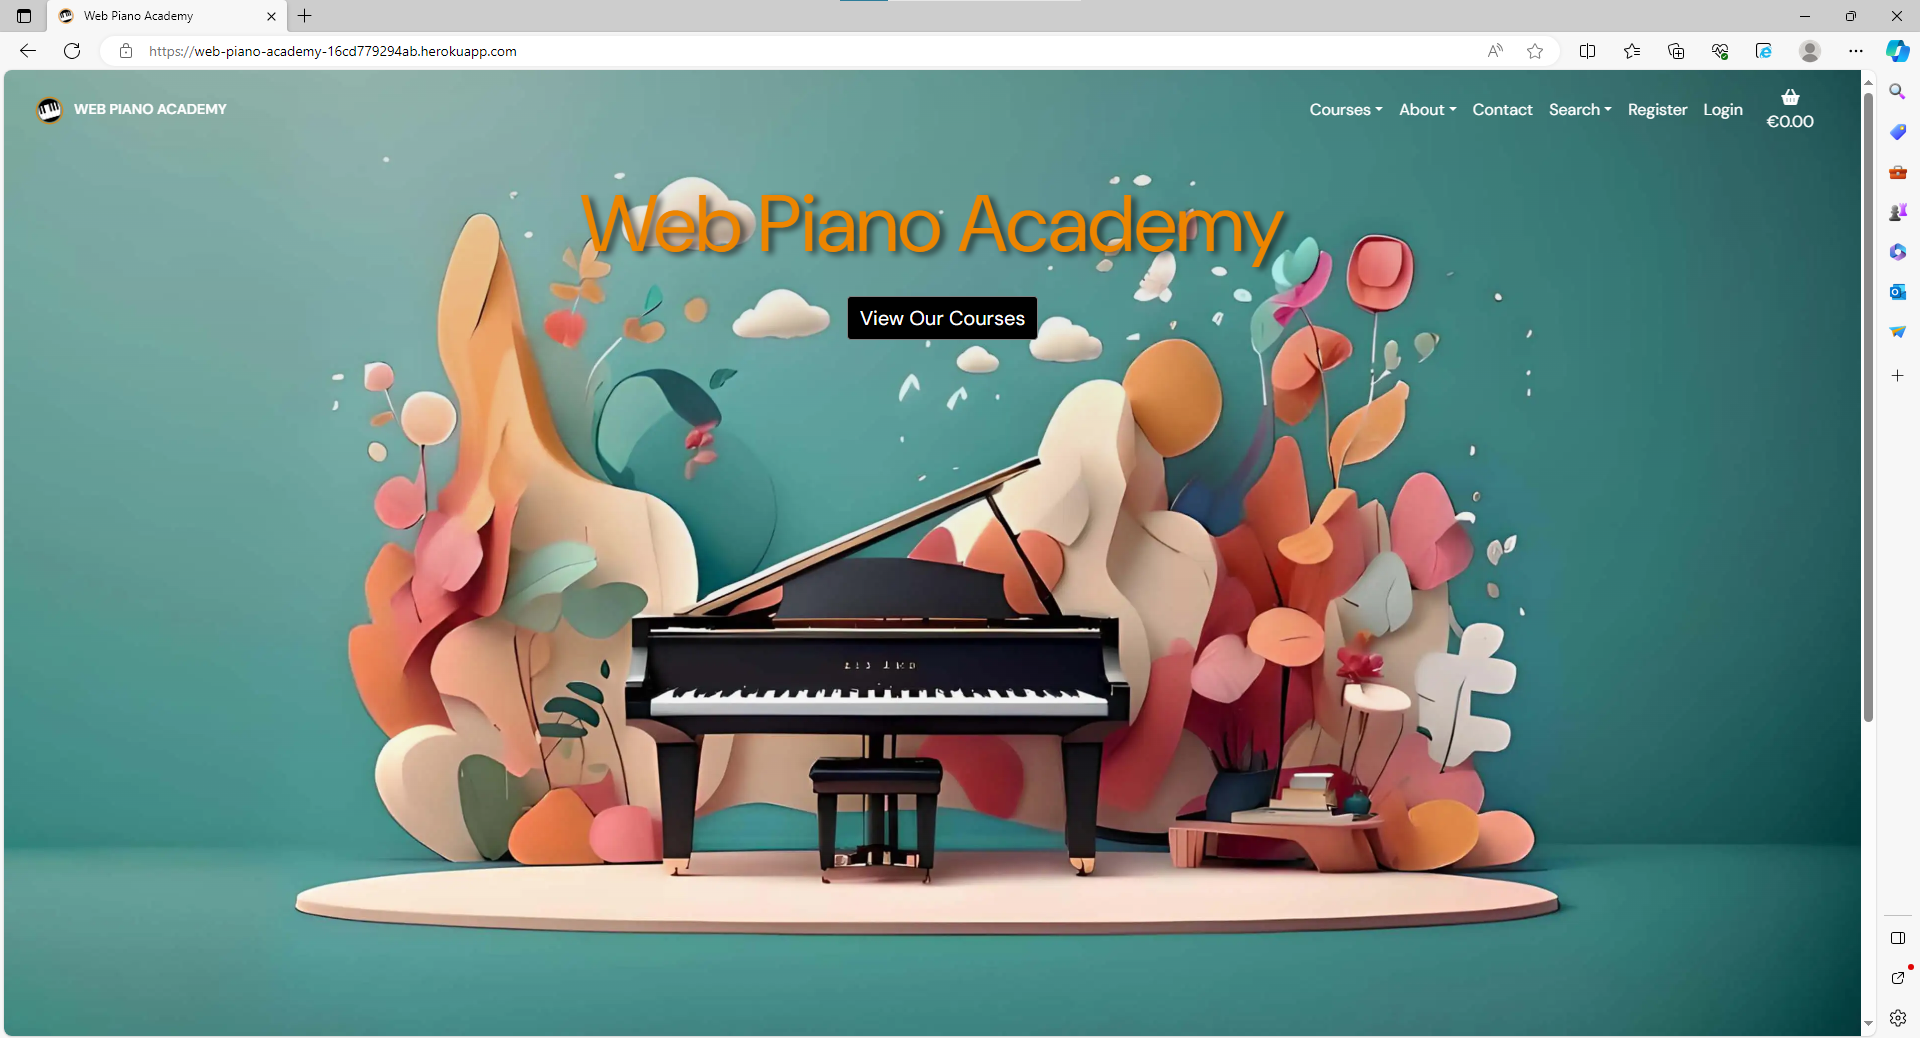 Web Piano Academy
https://web-piano-academy-16cd779294ab.herokuapp.com
WEB PIANO ACADEMY
Courses About Contact Search Register Login
€0.00
Web Piano Academy
View Our Courses